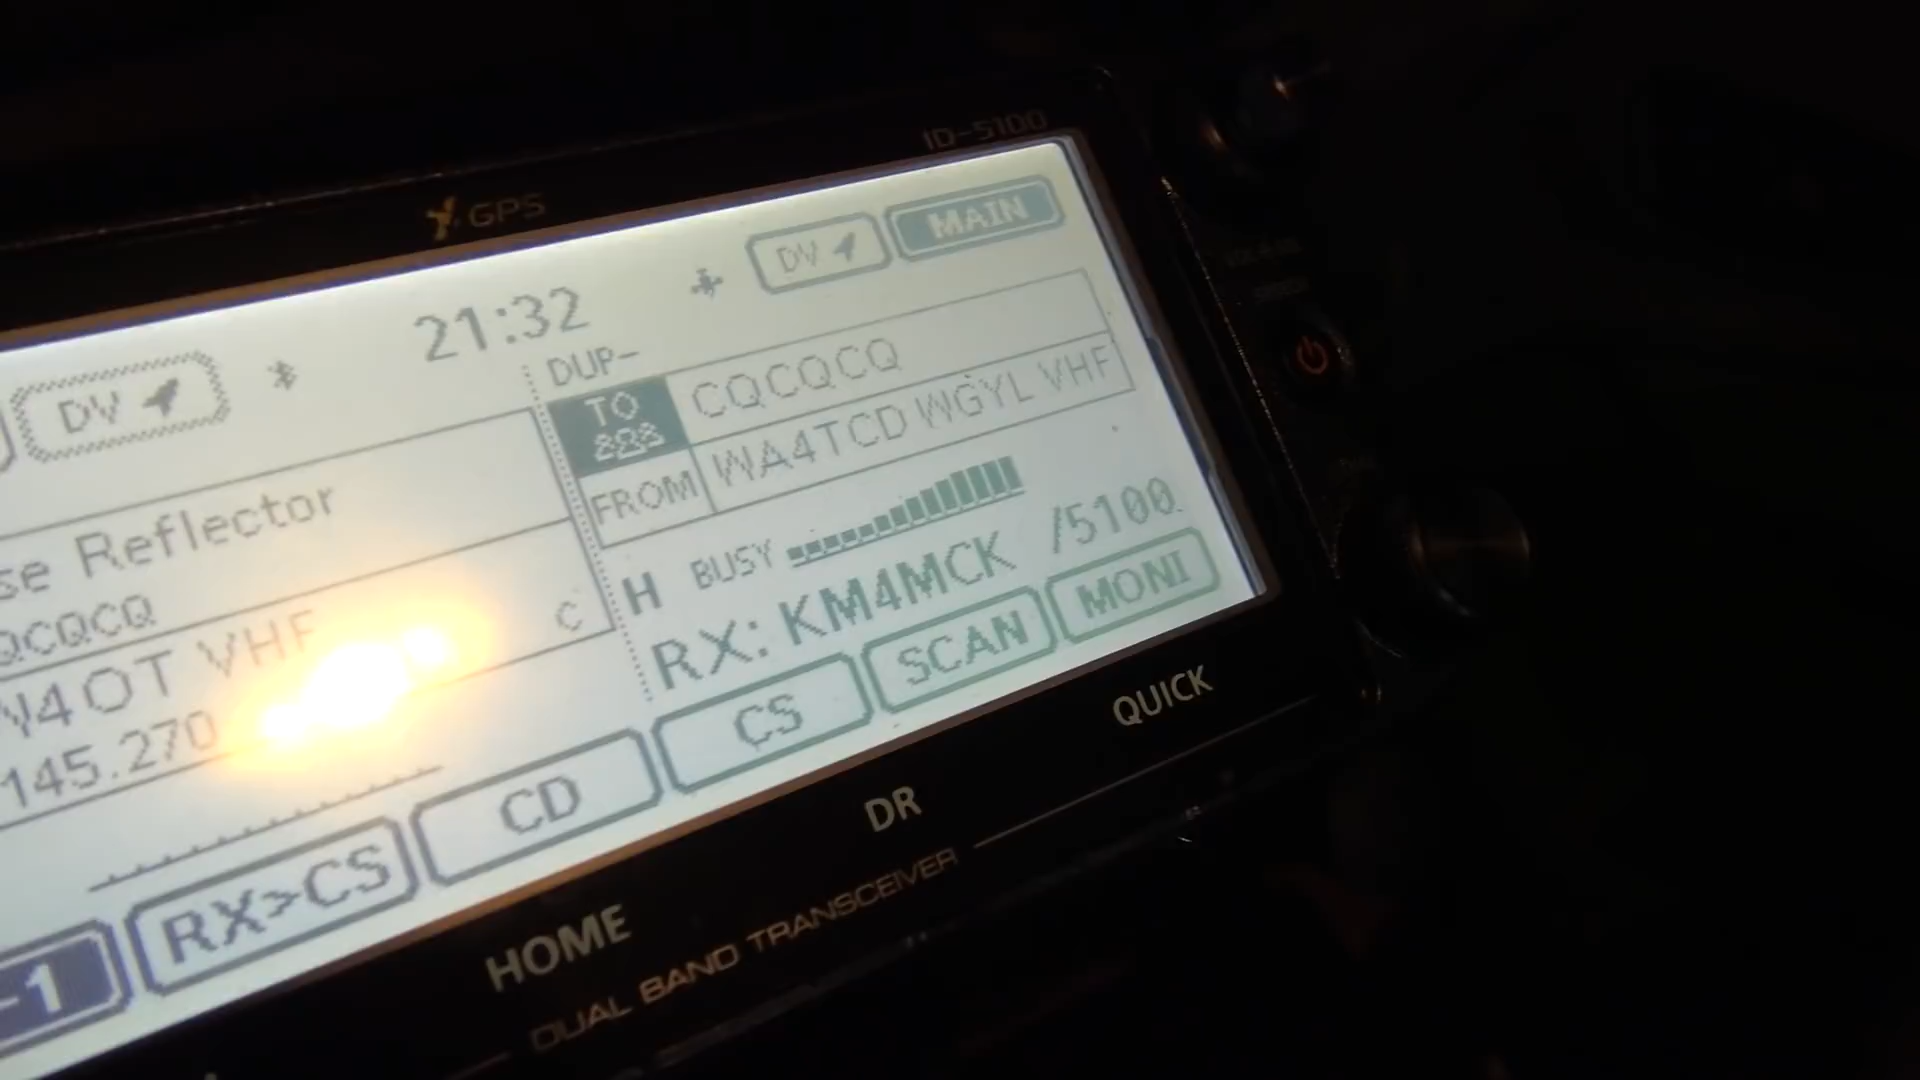 ID-5100
GPS
21:32
DV
MAIN
DV
DUP-
TO
CQCQCQ
FROM
WA4TCD WGYL VHF
se Reflector
QCQCQ
W4OT VHF
C
145.270
H BUSY
RX: KM4MCK /5100
-1
RX>CS
CD
CS
SCAN
MONI
HOME
DR
QUICK
DUAL BAND TRANSCEIVER